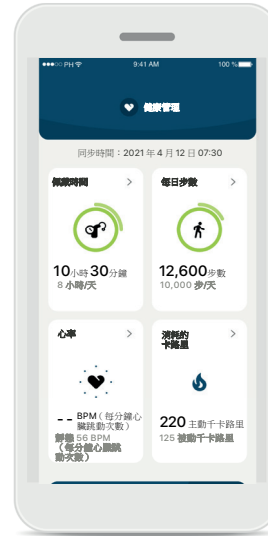 PH
9:41 AM
100 %
健康管理
同步時間：2021 年 4 月 12 日 07:30
佩戴時間
10小時 30分鐘
8 小時/天
每日步數
12,600步數
10,000 步/天
心率
-- BPM（每分鐘心
臟跳動次數）
靜態 56 BPM
（每分鐘心臟跳
動次數）
消耗的
卡路里
220 主動千卡路里
125 被動千卡路里